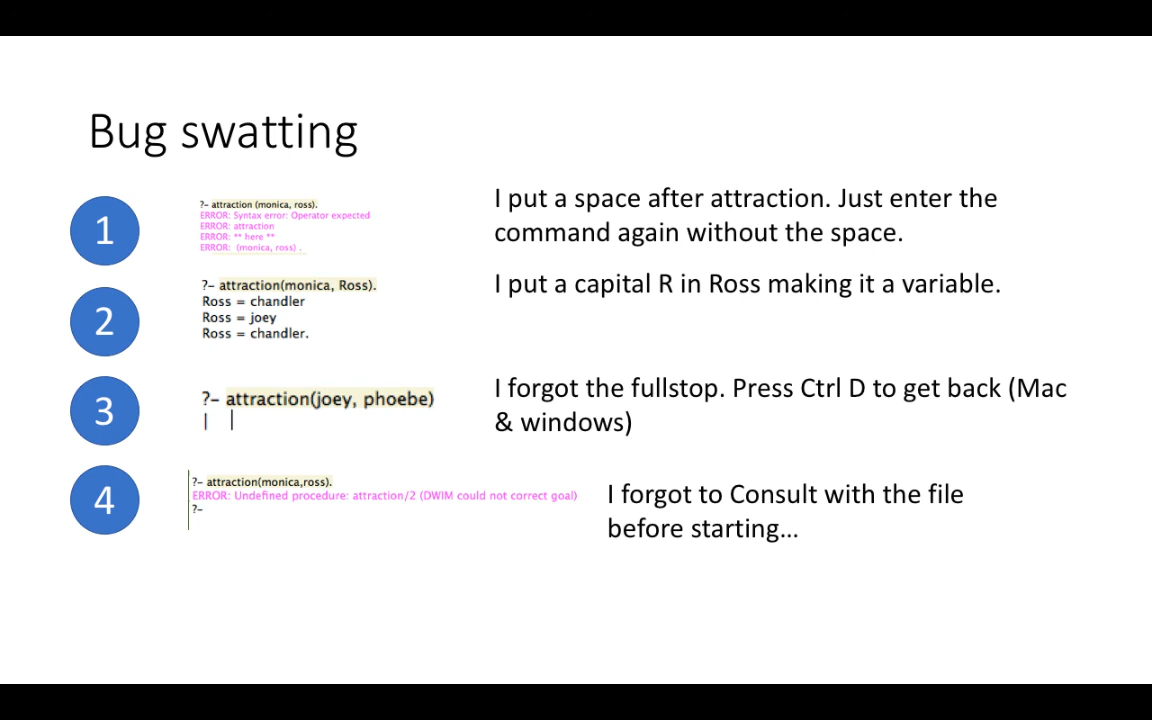 Bug swatting
1
?- attraction (monica, ross).
ERROR: Syntax error: Operator expected
ERROR: attraction
ERROR: ** here **
ERROR:  (monica, ross) .
I put a space after attraction. Just enter the
command again without the space.
2
?- attraction(monica, Ross).
Ross = chandler
Ross = joey
Ross = chandler.
I put a capital R in Ross making it a variable.
3
?- attraction(joey, phoebe)
|
I forgot the fullstop. Press Ctrl D to get back (Mac
& windows)
4
?- attraction(monica,ross).
ERROR: Undefined procedure: attraction/2 (DWIM could not correct goal)
?-
I forgot to Consult with the file
before starting...